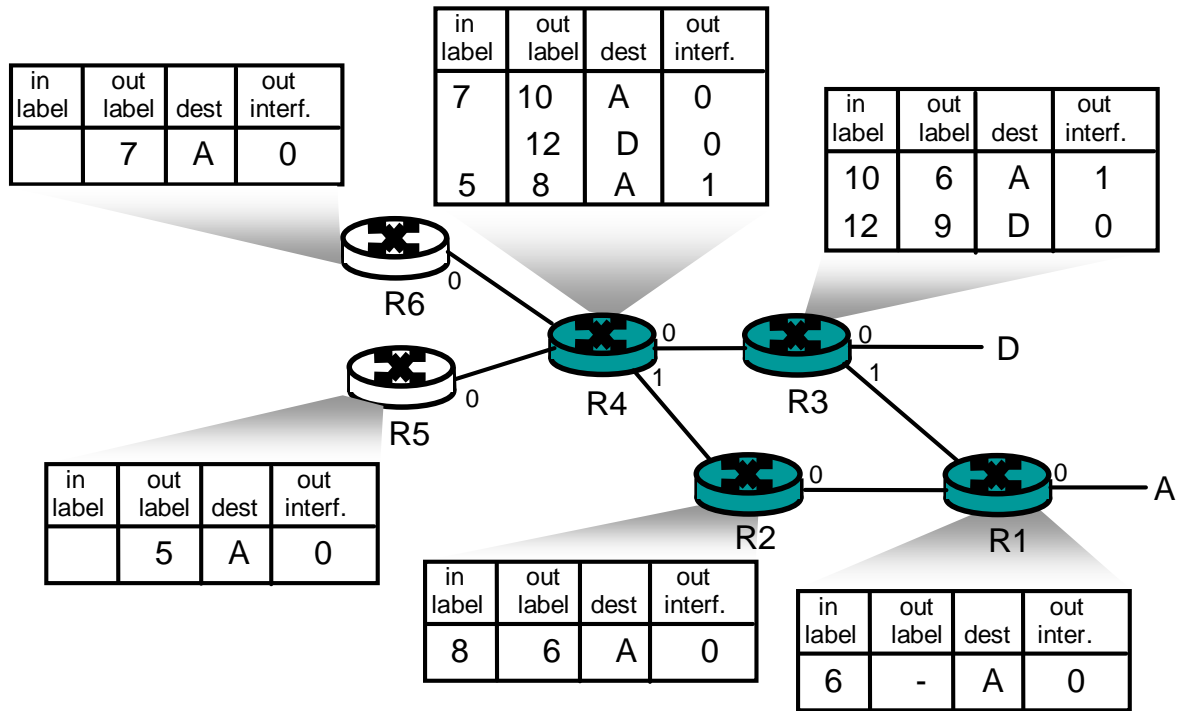 in out dest out
label label interf.
7 10 A 0
12 D 0
5 8 A 1
in out dest out
label label interf.
7 A 0
in out dest out
label label interf.
10 6 A 1
12 9 D 0
0
R6
0
R5
0
1
R4
0
1
R3
D
0
R2
0
R1
A
in out dest out
label label interf.
5 A 0
in out dest out
label label interf.
8 6 A 0
in out dest out
label label inter.
6 - A 0